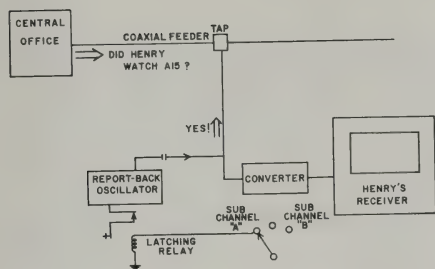 CENTRAL
OFFICE
COAXIAL FEEDER
TAP
DID HENRY
WATCH A15 ?
YES!
REPORT-BACK
OSCILLATOR
CONVERTER
HENRY'S
RECEIVER
SUB
CHANNEL
"A"
SUB
CHANNEL
"B"
LATCHING
RELAY